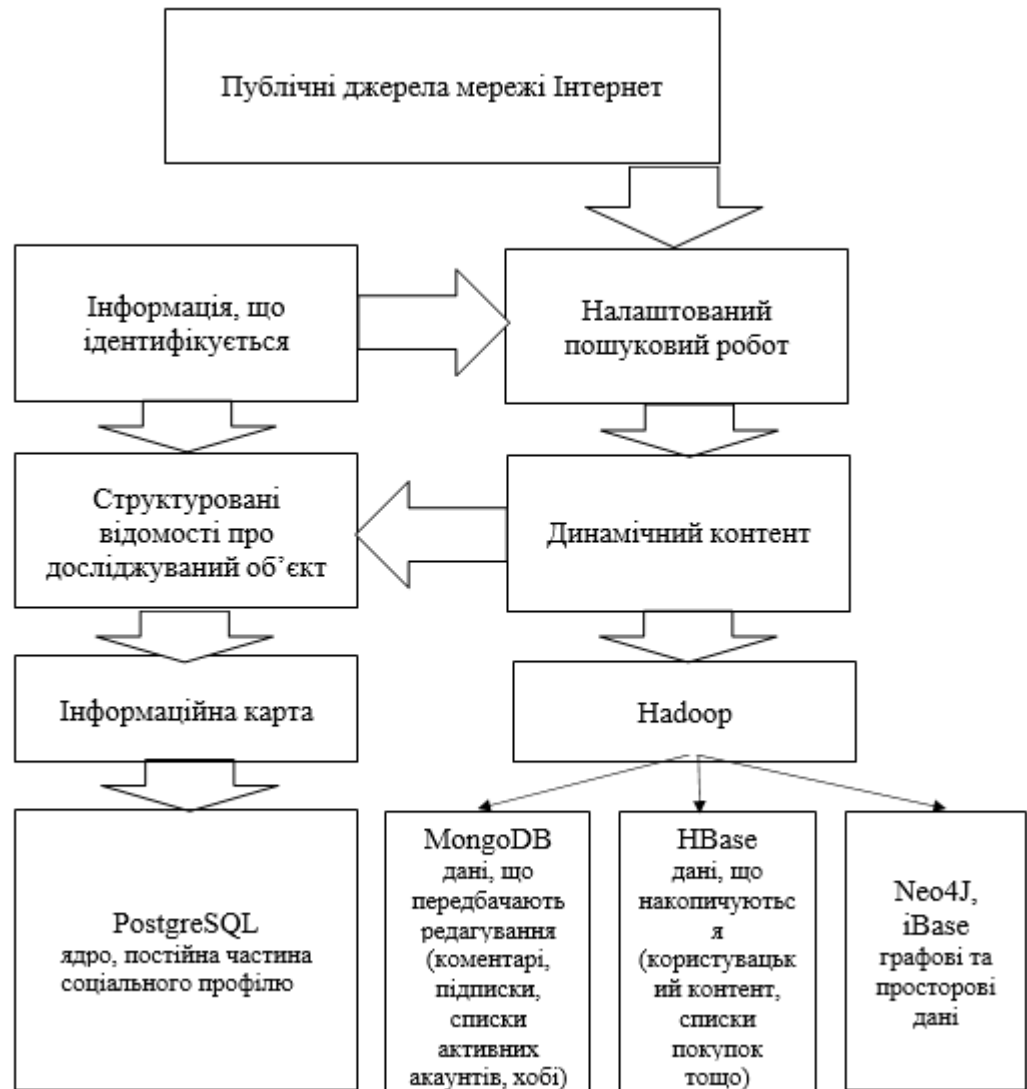 Публічні джерела мережі Інтернет
Інформація, що
ідентифікується
Налаштований
пошуковий робот
Структуровані
відомості про
досліджуваний об’єкт
Динамічний контент
Інформаційна карта
Hadoop
PostgreSQL
ядро, постійна частина
соціального профілю
MongoDB
дані, що
передбачають
редагування
(коментарі,
підписки,
списки
активних
акаунтів, хобі)
HBase
дані, що
накопичуютьс
я
(користувацьк
ий контент,
списки
покупок
тощо)
Neo4J,
iBase
графові та
просторові
дані